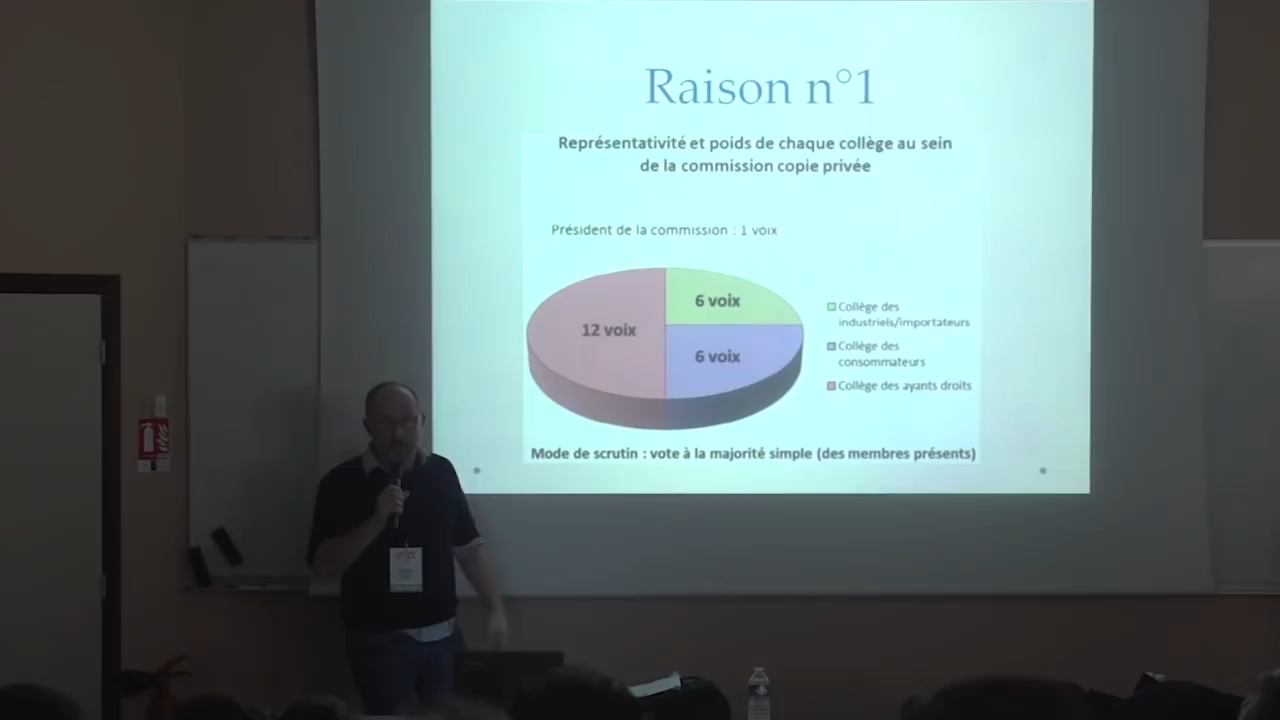 Raison n°1
Représentativité et poids de chaque collège au sein
de la commission copie privée
Président de la commission : 1 voix
6 voix
12 voix
6 voix
Collège des
industriels/importateurs
Collège des
consommateurs
Collège des ayants droits
Mode de scrutin : vote à la majorité simple (des membres présents)